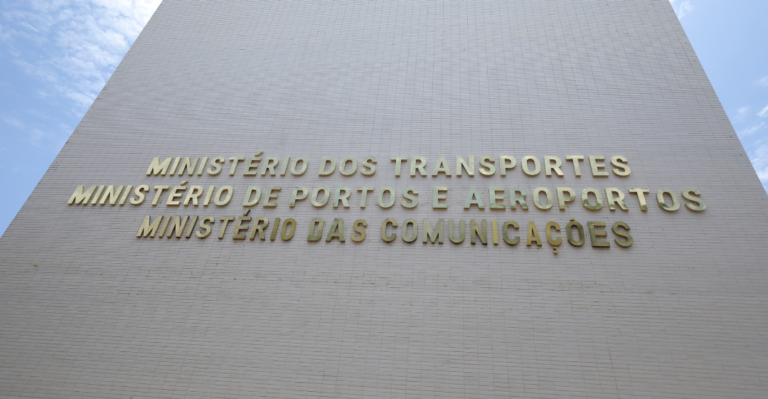 MINISTÉRIO DOS TRANSPORTES
MINISTÉRIO DE PORTOS E AEROPORTOS
MINISTÉRIO DAS COMUNICAÇÕES